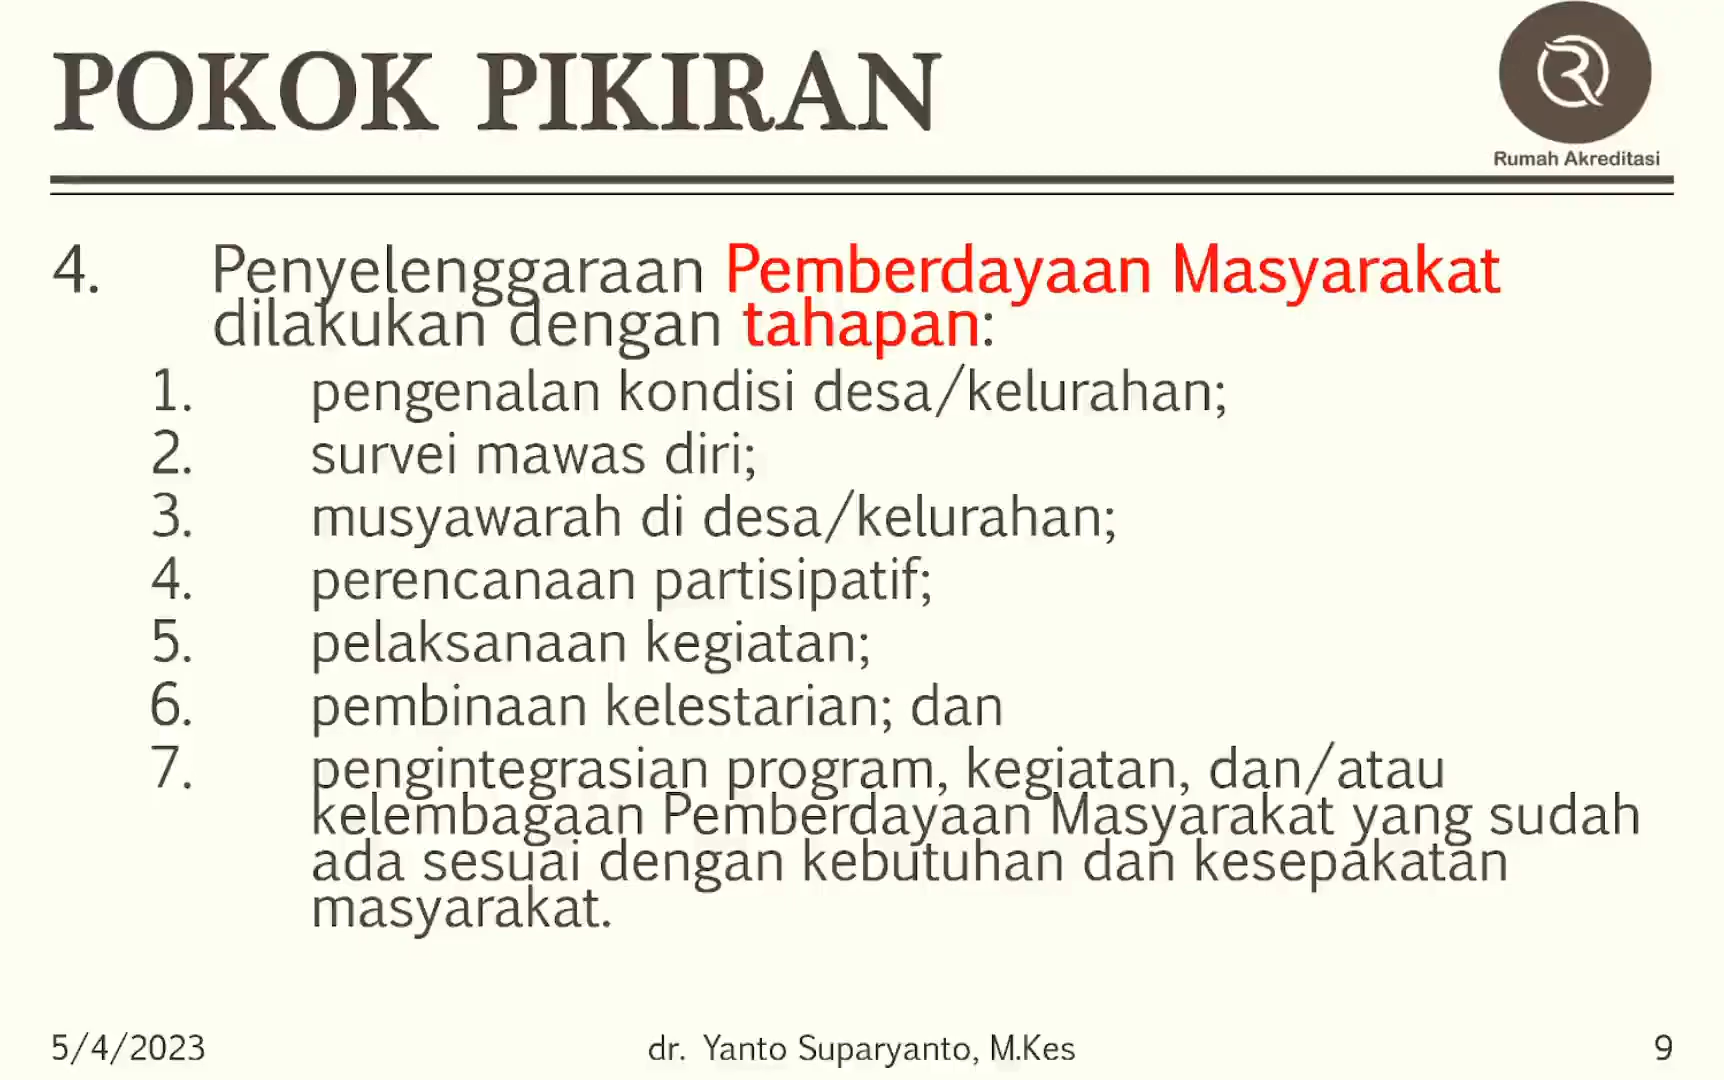 POKOK PIKIRAN
Rumah Akreditasi
4. Penyelenggaraan Pemberdayaan Masyarakat
dilakukan dengan tahapan:
1. pengenalan kondisi desa/kelurahan;
2. survei mawas diri;
3. musyawarah di desa/kelurahan;
4. perencanaan partisipatif;
5. pelaksanaan kegiatan;
6. pembinaan kelestarian; dan
7. pengintegrasian program, kegiatan, dan/atau
kelembagaan Pemberdayaan Masyarakat yang sudah
ada sesuai dengan kebutuhan dan kesepakatan
masyarakat.
5/4/2023 dr. Yanto Suparyanto, M.Kes 9